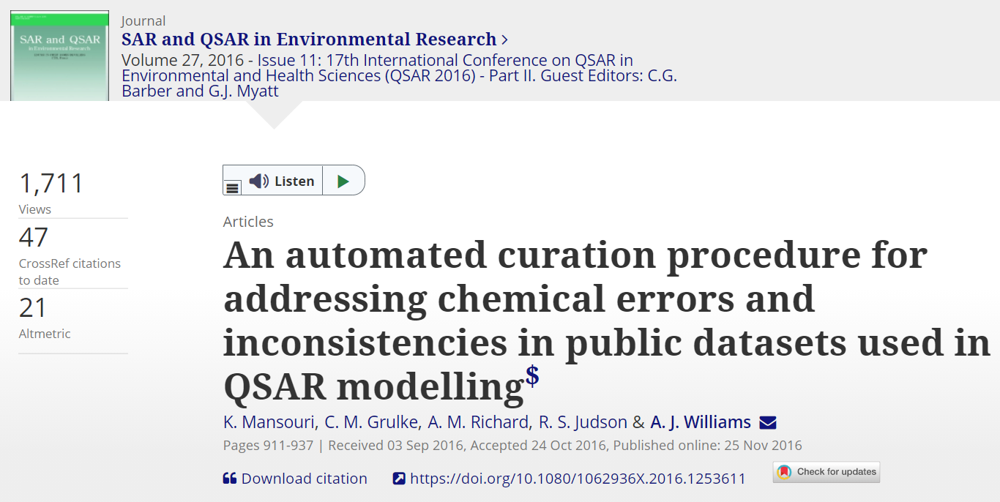 SAR and QSAR
in Environmental Research
Journal
SAR and QSAR in Environmental Research
Volume 27, 2016 - Issue 11: 17th International Conference on QSAR in
Environmental and Health Sciences (QSAR 2016) - Part II. Guest Editors: C.G.
Barber and G.J. Myatt
1,711
Views
47
CrossRef citations
to date
21
Altmetric
Listen
Articles
An automated curation procedure for
addressing chemical errors and
inconsistencies in public datasets used in
QSAR modelling$
K. Mansouri, C. M. Grulke, A. M. Richard, R. S. Judson & A. J. Williams
Pages 911-937 | Received 03 Sep 2016, Accepted 24 Oct 2016, Published online: 25 Nov 2016
Download citation
https://doi.org/10.1080/1062936X.2016.1253611
Check for updates